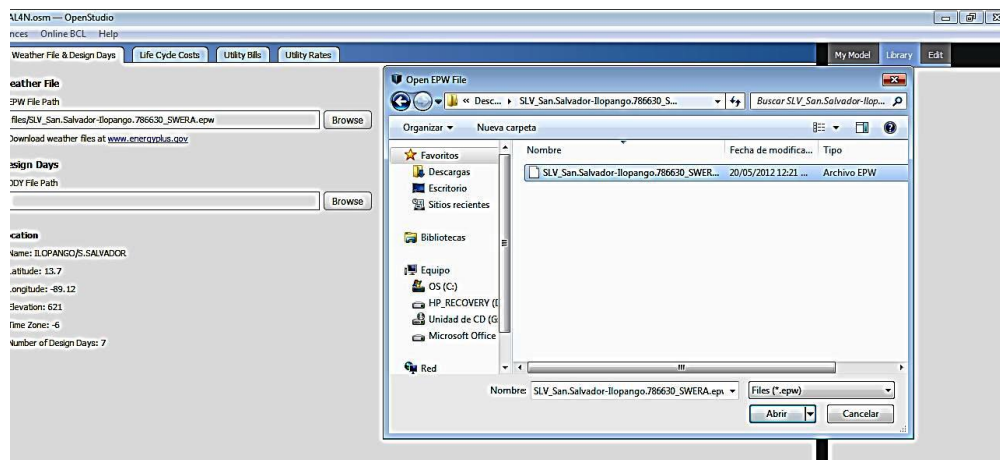 AL4N.osm — OpenStudio
nces Online BCL Help
Weather File & Design Days Life Cycle Costs Utility Bills Utility Rates My Model Library Edit
eather File
EPW File Path
files/SLV_San.Salvador-Ilopango.786630_SWERA.epw Browse
Download weather files at www.energyplus.gov
esign Days
DDY File Path
Browse
ocation
Name: ILOPANGO/S.SALVADOR
Latitude: 13.7
Longitude: -89.12
Elevation: 621
Time Zone: -6
Number of Design Days: 7
Open EPW File
« Desc... SLV_San.Salvador-Ilopango.786630_S... Buscar SLV_San.Salvador-Ilop...
Organizar Nueva carpeta
Favoritos
Descargas
Escritorio
Sitios recientes
Bibliotecas
Equipo
OS (C:)
HP_RECOVERY (D
Unidad de CD (G
Microsoft Office
Red
Nombre Fecha de modifica... Tipo
SLV_San.Salvador-Ilopango.786630_SWER... 20/05/2012 12:21 ... Archivo EPW
Nombre: SLV_San.Salvador-Ilopango.786630_SWERA.epw Files (*.epw)
Abrir Cancelar